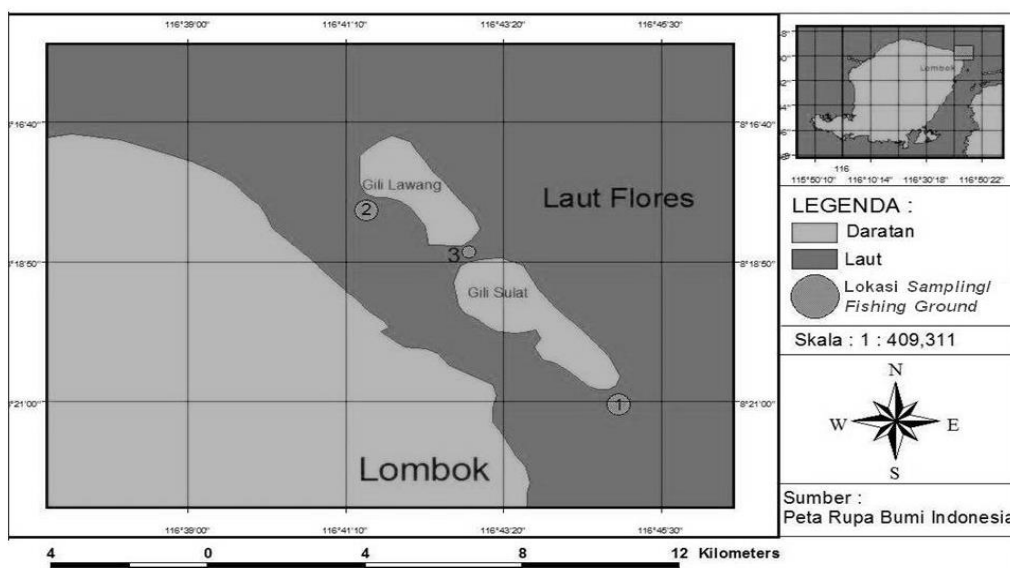 116°39'00" 116°41'10" 116°43'20" 116°45'30"
8°16'40" 8°16'40"
Gili Lawang
2
Laut Flores
3
8°18'50" 8°18'50"
Gili Sulat
8°21'00" 8°21'00"
1
Lombok
116°39'00" 116°41'10" 116°43'20" 116°45'30"
4 0 4 8 12 Kilometers
Lombok
116
115°50'10" 116°10'14" 116°30'18" 116°50'22"
LEGENDA :
Daratan
Laut
Lokasi Sampling/
Fishing Ground
Skala : 1 : 409,311
N
W E
S
Sumber :
Peta Rupa Bumi Indonesia